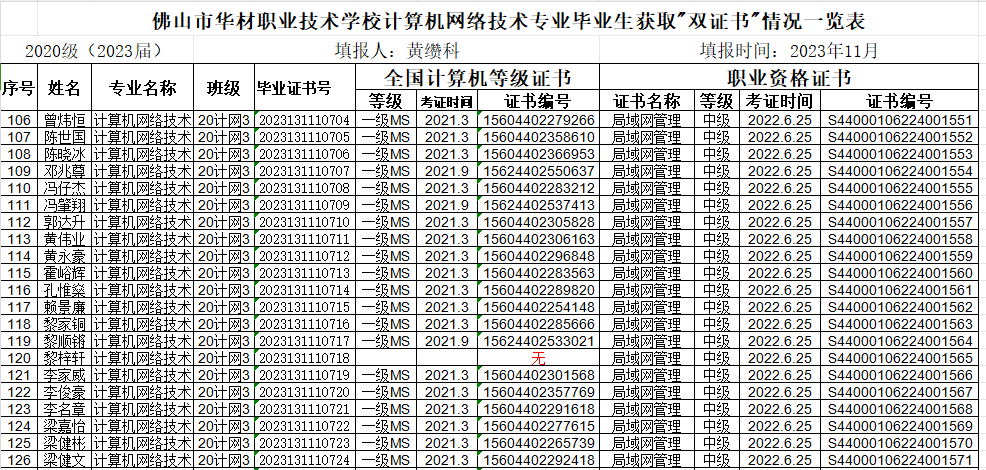 佛山市华材职业技术学校计算机网络技术专业毕业生获取"双证书"情况一览表
2020级（2023届） 填报人：黄缵科 填报时间：2023年11月
序号 姓名 专业名称 班级 毕业证书号 全国计算机等级证书 职业资格证书
等级 考证时间 证书编号 证书名称 等级 考证时间 证书编号
106 曾炜恒 计算机网络技术 20计网3 2023131110704 一级MS 2021.3 15604402279266 局域网管理 中级 2022.6.25 S44000106224001551
107 陈世国 计算机网络技术 20计网3 2023131110705 一级MS 2021.3 15604402358610 局域网管理 中级 2022.6.25 S44000106224001552
108 陈晓冰 计算机网络技术 20计网3 2023131110706 一级MS 2021.3 15604402366953 局域网管理 中级 2022.6.25 S44000106224001553
109 邓兆尊 计算机网络技术 20计网3 2023131110707 一级MS 2021.9 15624402550637 局域网管理 中级 2022.6.25 S44000106224001554
110 冯仔杰 计算机网络技术 20计网3 2023131110708 一级MS 2021.3 15604402283212 局域网管理 中级 2022.6.25 S44000106224001555
111 冯肇翔 计算机网络技术 20计网3 2023131110709 一级MS 2021.9 15624402537413 局域网管理 中级 2022.6.25 S44000106224001556
112 郭达升 计算机网络技术 20计网3 2023131110710 一级MS 2021.3 15604402305828 局域网管理 中级 2022.6.25 S44000106224001557
113 黄伟业 计算机网络技术 20计网3 2023131110711 一级MS 2021.3 15604402306163 局域网管理 中级 2022.6.25 S44000106224001558
114 黄永豪 计算机网络技术 20计网3 2023131110712 一级MS 2021.3 15604402296848 局域网管理 中级 2022.6.25 S44000106224001559
115 霍峪辉 计算机网络技术 20计网3 2023131110713 一级MS 2021.3 15604402283563 局域网管理 中级 2022.6.25 S44000106224001560
116 孔惟燊 计算机网络技术 20计网3 2023131110714 一级MS 2021.3 15604402289820 局域网管理 中级 2022.6.25 S44000106224001561
117 赖景廉 计算机网络技术 20计网3 2023131110715 一级MS 2021.3 15604402254148 局域网管理 中级 2022.6.25 S44000106224001562
118 黎家铜 计算机网络技术 20计网3 2023131110716 一级MS 2021.3 15604402285666 局域网管理 中级 2022.6.25 S44000106224001563
119 黎顺锵 计算机网络技术 20计网3 2023131110717 一级MS 2021.9 15624402533021 局域网管理 中级 2022.6.25 S44000106224001564
120 黎梓轩 计算机网络技术 20计网3 2023131110718 无 局域网管理 中级 2022.6.25 S44000106224001565
121 李家威 计算机网络技术 20计网3 2023131110719 一级MS 2021.3 15604402301568 局域网管理 中级 2022.6.25 S44000106224001566
122 李俊豪 计算机网络技术 20计网3 2023131110720 一级MS 2021.3 15604402357769 局域网管理 中级 2022.6.25 S44000106224001567
123 李名章 计算机网络技术 20计网3 2023131110721 一级MS 2021.3 15604402291618 局域网管理 中级 2022.6.25 S44000106224001568
124 梁嘉怡 计算机网络技术 20计网3 2023131110722 一级MS 2021.3 15604402277615 局域网管理 中级 2022.6.25 S44000106224001569
125 梁健彬 计算机网络技术 20计网3 2023131110723 一级MS 2021.3 15604402265739 局域网管理 中级 2022.6.25 S44000106224001570
126 梁健文 计算机网络技术 20计网3 2023131110724 一级MS 2021.3 15604402292418 局域网管理 中级 2022.6.25 S44000106224001571